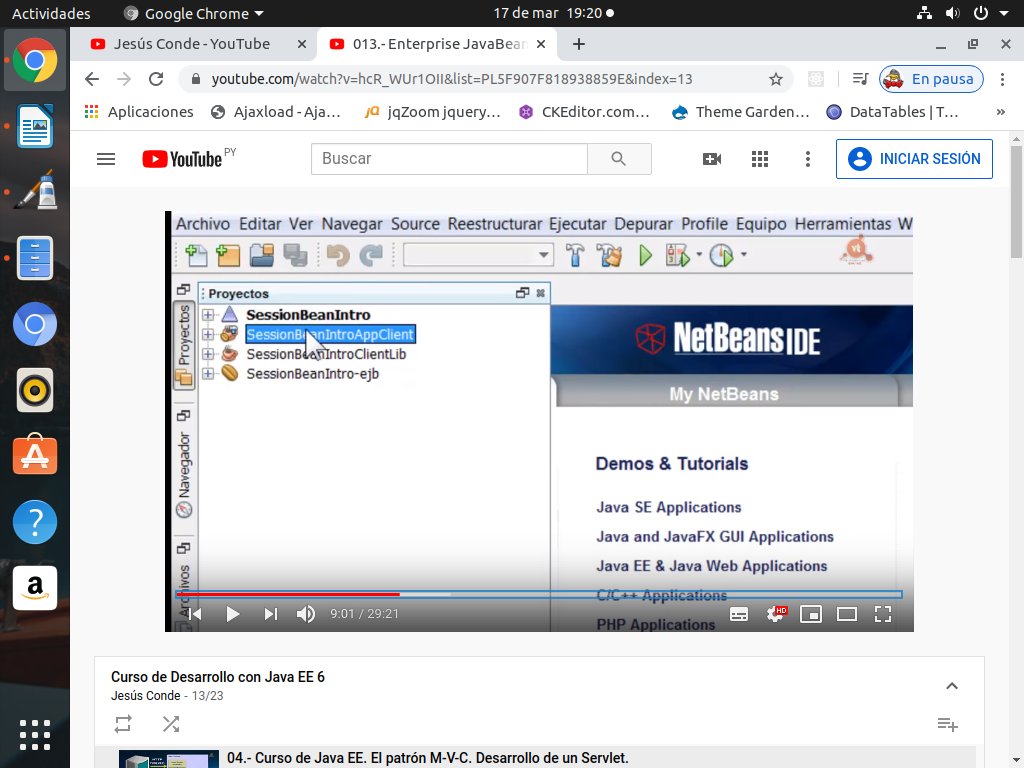 Actividades Google Chrome 17 de mar 19:20
Jesús Conde - YouTube 013.- Enterprise JavaBean
youtube.com/watch?v=hcR_WUr1OII&list=PL5F907F818938859E&index=13 En pausa
Aplicaciones Ajaxload - Aja... jqZoom jquery... CKEditor.com... Theme Garden... DataTables | T... »
YouTube PY Buscar INICIAR SESIÓN
Archivo Editar Ver Navegar Source Reestructurar Ejecutar Depurar Profile Equipo Herramientas W
Proyectos
Proyectos
SessionBeanIntro
SessionBeanIntroAppClient
SessionBeanIntroClientLib
SessionBeanIntro-ejb
Navegador
Archivos
NetBeans IDE
My NetBeans
Demos & Tutorials
Java SE Applications
Java and JavaFX GUI Applications
Java EE & Java Web Applications
C/C++ Applications
PHP Applications
9:01 / 29:21 HD
Curso de Desarrollo con Java EE 6
Jesús Conde - 13/23
04.- Curso de Java EE. El patrón M-V-C. Desarrollo de un Servlet.